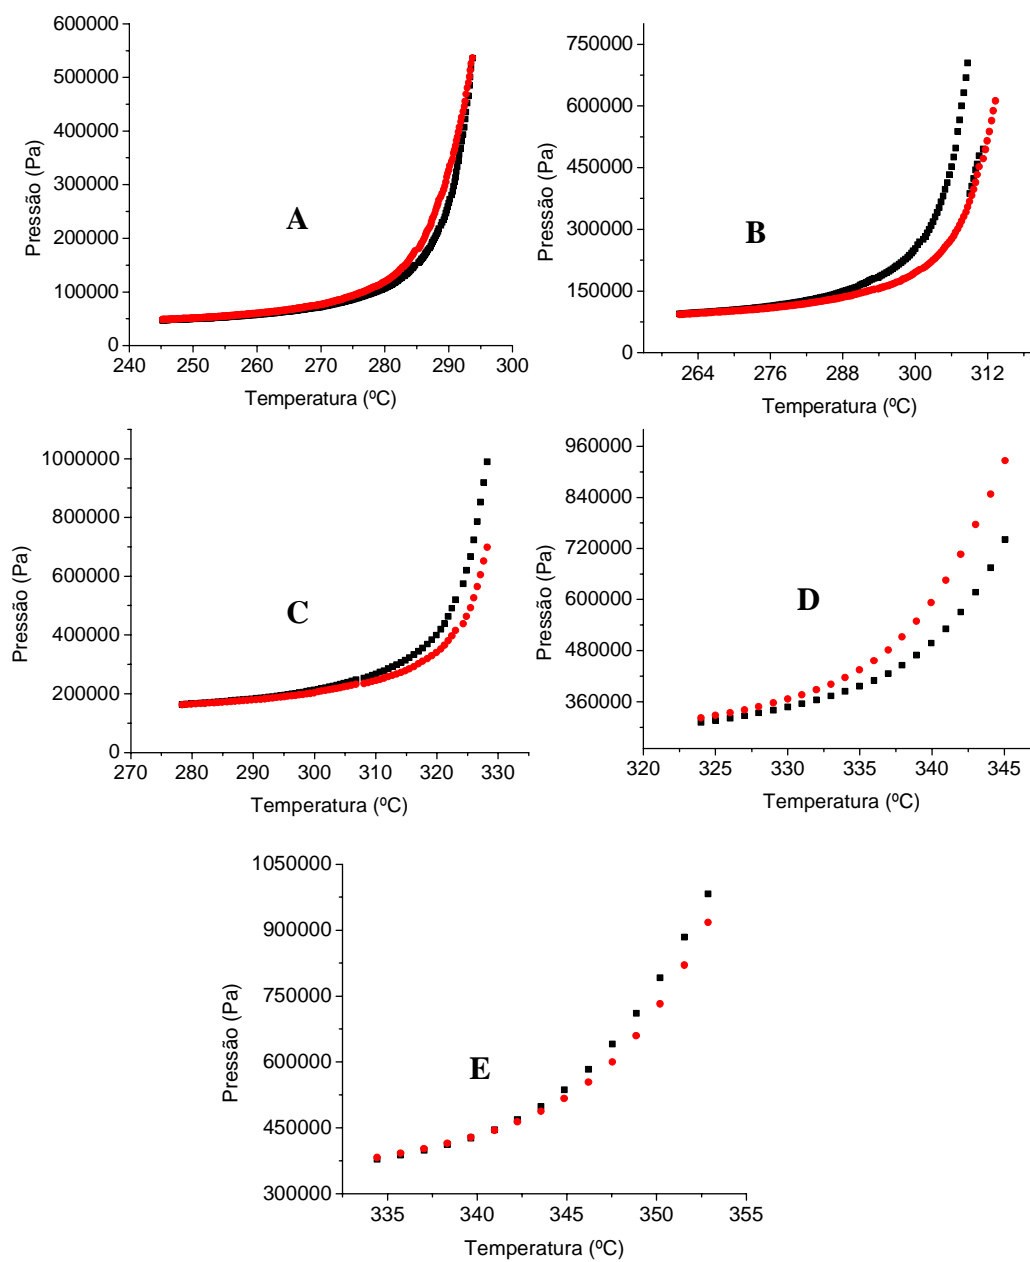 600000
500000
400000
300000
200000
100000
0
240 250 260 270 280 290 300
Pressão (Pa)
Temperatura (ºC)
A
750000
600000
450000
300000
150000
0
264 276 288 300 312
Pressão (Pa)
Temperatura (ºC)
B
1000000
800000
600000
400000
200000
0
270 280 290 300 310 320 330
Pressão (Pa)
Temperatura (ºC)
C
960000
840000
720000
600000
480000
360000
320 325 330 335 340 345
Pressão (Pa)
Temperatura (ºC)
D
1050000
900000
750000
600000
450000
300000
335 340 345 350 355
Pressão (Pa)
Temperatura (ºC)
E